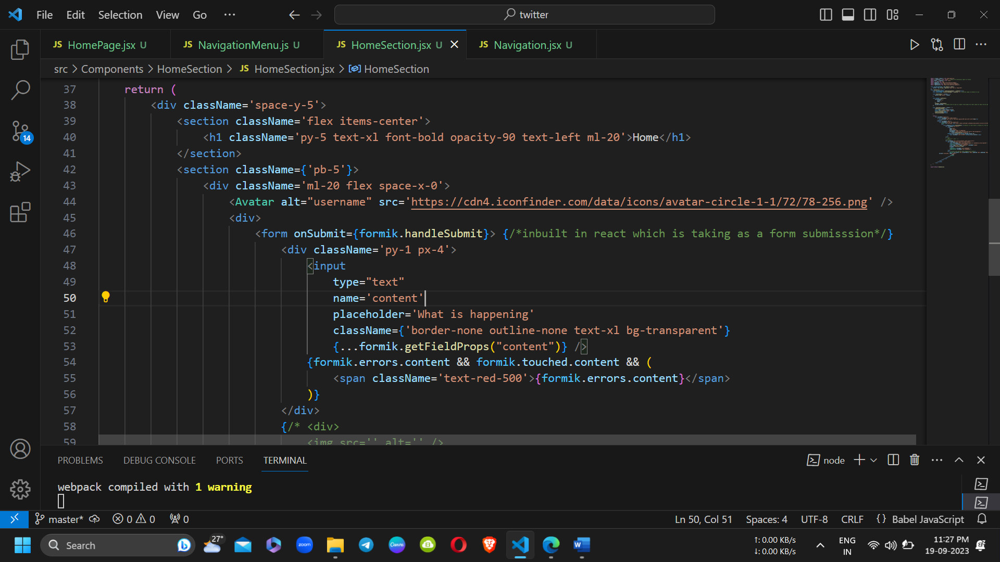 File Edit Selection View Go ··· twitter
JS HomePage.jsx U JS NavigationMenu.js U JS HomeSection.jsx U JS Navigation.jsx U
src > Components > HomeSection > JS HomeSection.jsx > HomeSection
37 return (
38 <div className='space-y-5'>
39 <section className='flex items-center'>
40 <h1 className='py-5 text-xl font-bold opacity-90 text-left ml-20'>Home</h1>
41 </section>
42 <section className={'pb-5'}>
43 <div className='ml-20 flex space-x-0'>
44 <Avatar alt="username" src='https://cdn4.iconfinder.com/data/icons/avatar-circle-1-1/72/78-256.png' />
45 <div>
46 <form onSubmit={formik.handleSubmit}> {/*inbuilt in react which is taking as a form submisssion*/}
47 <div className='py-1 px-4'>
48 <input
49 type="text"
50 name='content'
51 placeholder='What is happening'
52 className={'border-none outline-none text-xl bg-transparent'}
53 {...formik.getFieldProps("content")} />
54 {formik.errors.content && formik.touched.content && (
55 <span className='text-red-500'>{formik.errors.content}</span>
56 )}
57 </div>
58 {/* <div>
59 <img src='' alt='' />
14
PROBLEMS DEBUG CONSOLE PORTS TERMINAL node
webpack compiled with 1 warning
master* 0 0 0 Ln 50, Col 51 Spaces: 4 UTF-8 CRLF {} Babel JavaScript
Search 27° zoom Canva W ↑: 0.00 KB/s ENG 11:27 PM
↓: 0.00 KB/s IN 19-09-2023